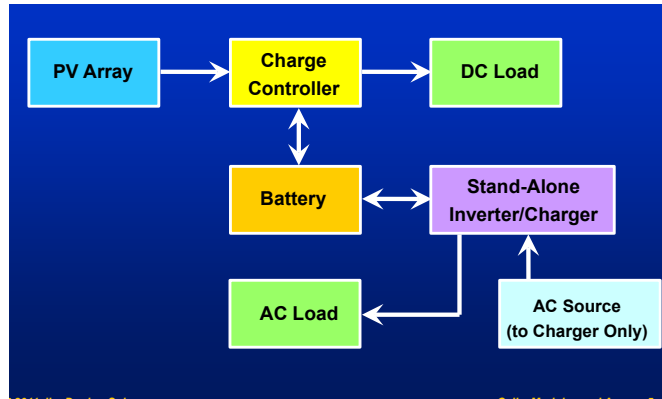 PV Array
Charge
Controller
DC Load
Battery
Stand-Alone
Inverter/Charger
AC Load
AC Source
(to Charger Only)